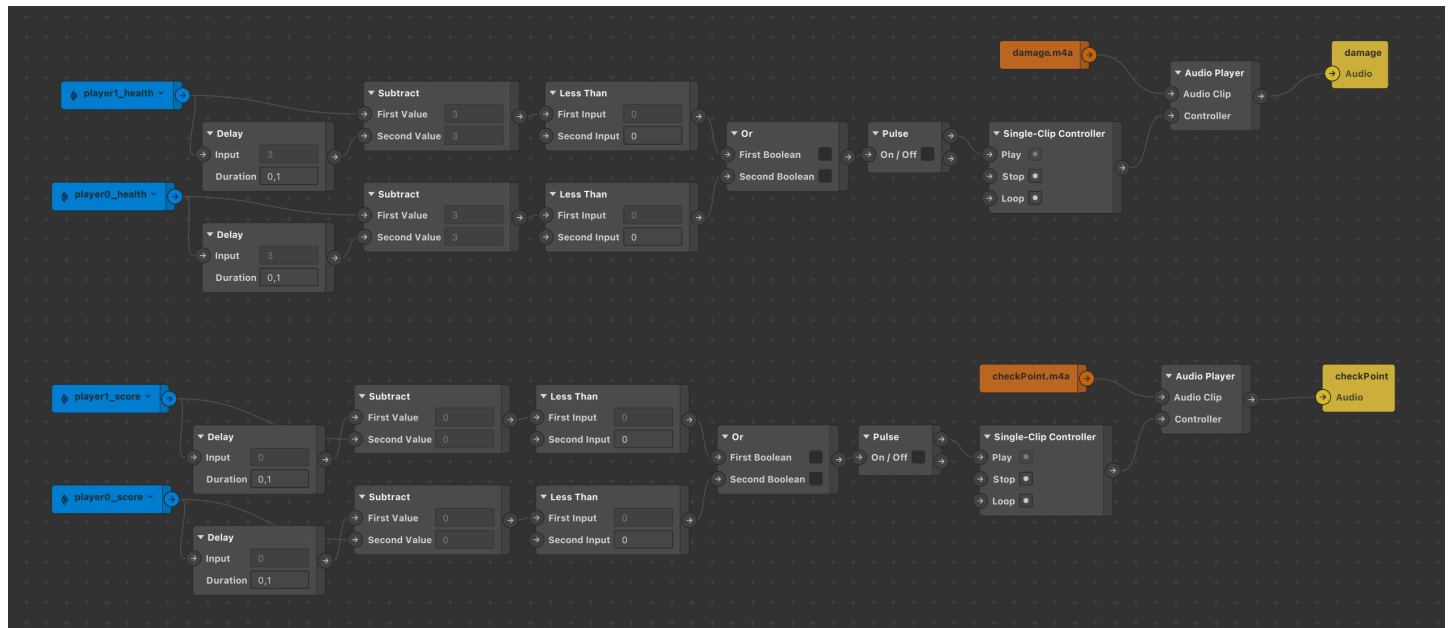 damage.m4a
damage
Audio
▼ Audio Player
Audio Clip
Controller
player1_health
▼ Subtract
First Value 3
Second Value 3
▼ Less Than
First Input 0
Second Input 0
▼ Delay
Input 3
Duration 0,1
▼ Or
First Boolean
Second Boolean
▼ Pulse
On / Off
▼ Single-Clip Controller
Play
Stop
Loop
player0_health
▼ Subtract
First Value 3
Second Value 3
▼ Less Than
First Input 0
Second Input 0
▼ Delay
Input 3
Duration 0,1
checkPoint.m4a
▼ Audio Player
Audio Clip
Controller
checkPoint
Audio
player1_score
▼ Subtract
First Value 0
Second Value 0
▼ Less Than
First Input 0
Second Input 0
▼ Delay
Input 0
Duration 0,1
▼ Or
First Boolean
Second Boolean
▼ Pulse
On / Off
▼ Single-Clip Controller
Play
Stop
Loop
player0_score
▼ Subtract
First Value 0
Second Value 0
▼ Less Than
First Input 0
Second Input 0
▼ Delay
Input 0
Duration 0,1